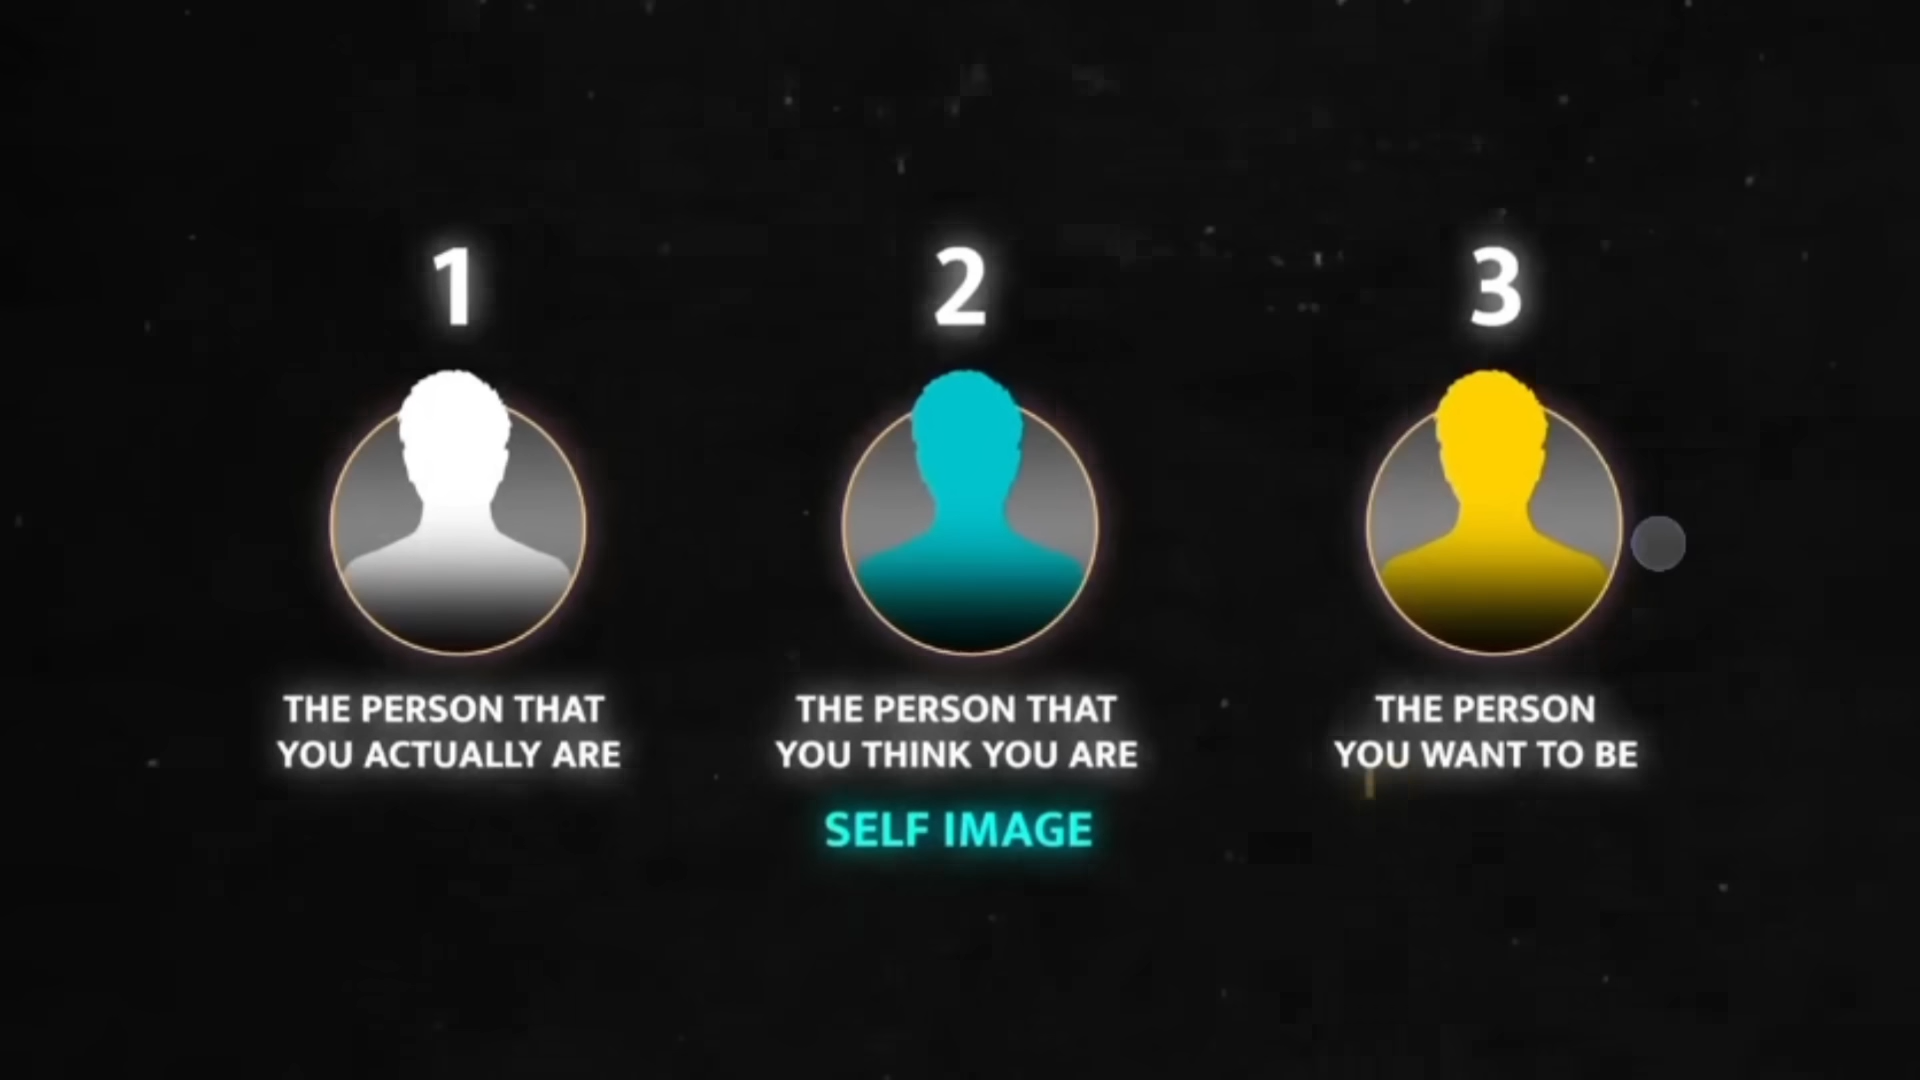 1
2
3
THE PERSON THAT
YOU ACTUALLY ARE
THE PERSON THAT
YOU THINK YOU ARE
SELF IMAGE
THE PERSON
YOU WANT TO BE